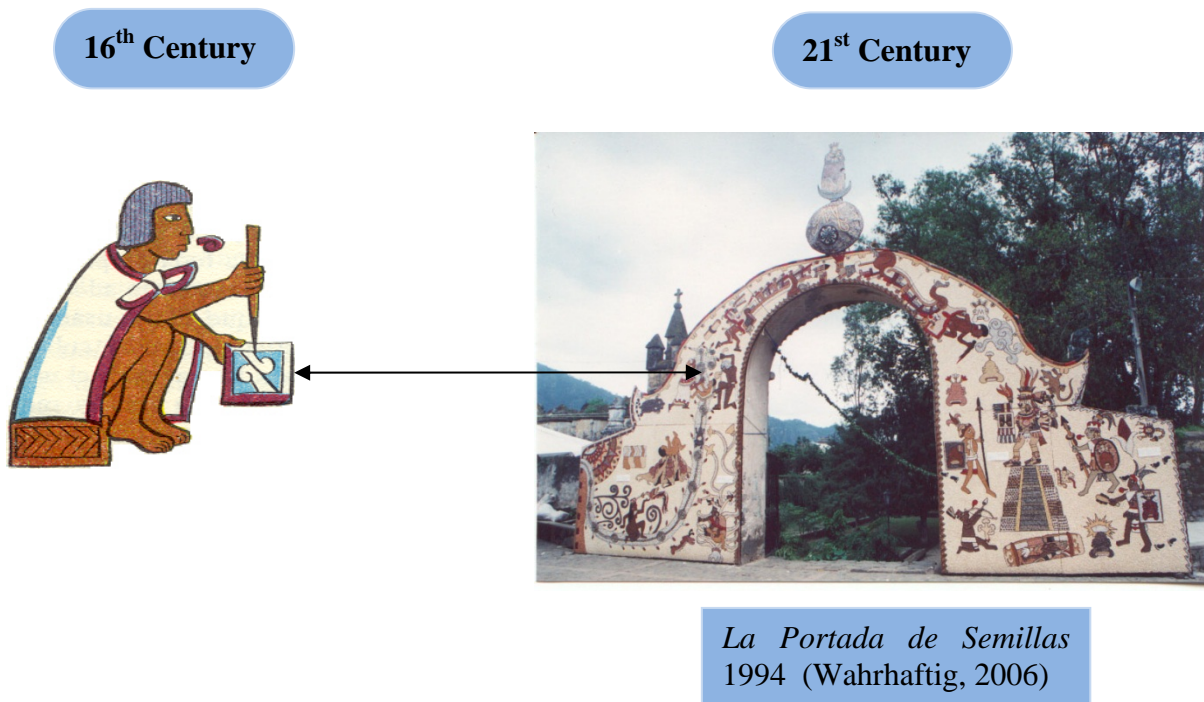 16th Century
21st Century
La Portada de Semillas
1994 (Wahrhaftig, 2006)